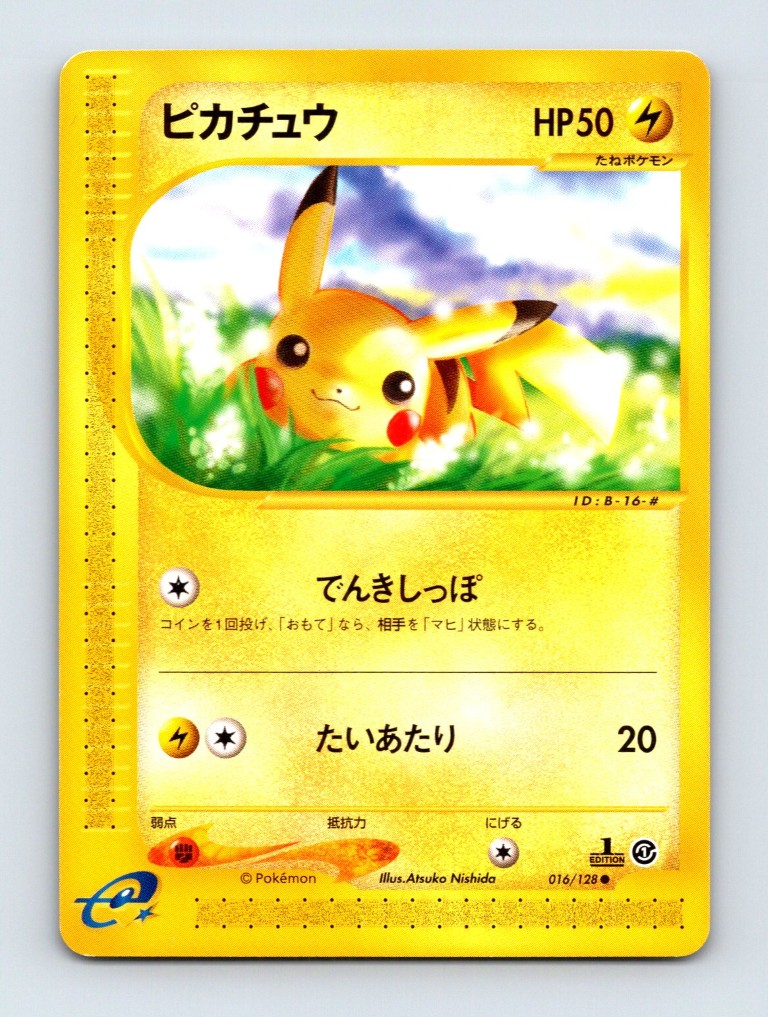 ピカチュウ HP50
たねポケモン
ID:B-16-#
でんきしっぽ
コインを1回投げ、「おもて」なら、相手を「マヒ」状態にする。
たいあたり 20
弱点 抵抗力 にげる
1 EDITION
©Pokémon Illus.Atsuko Nishida 016/128●
e